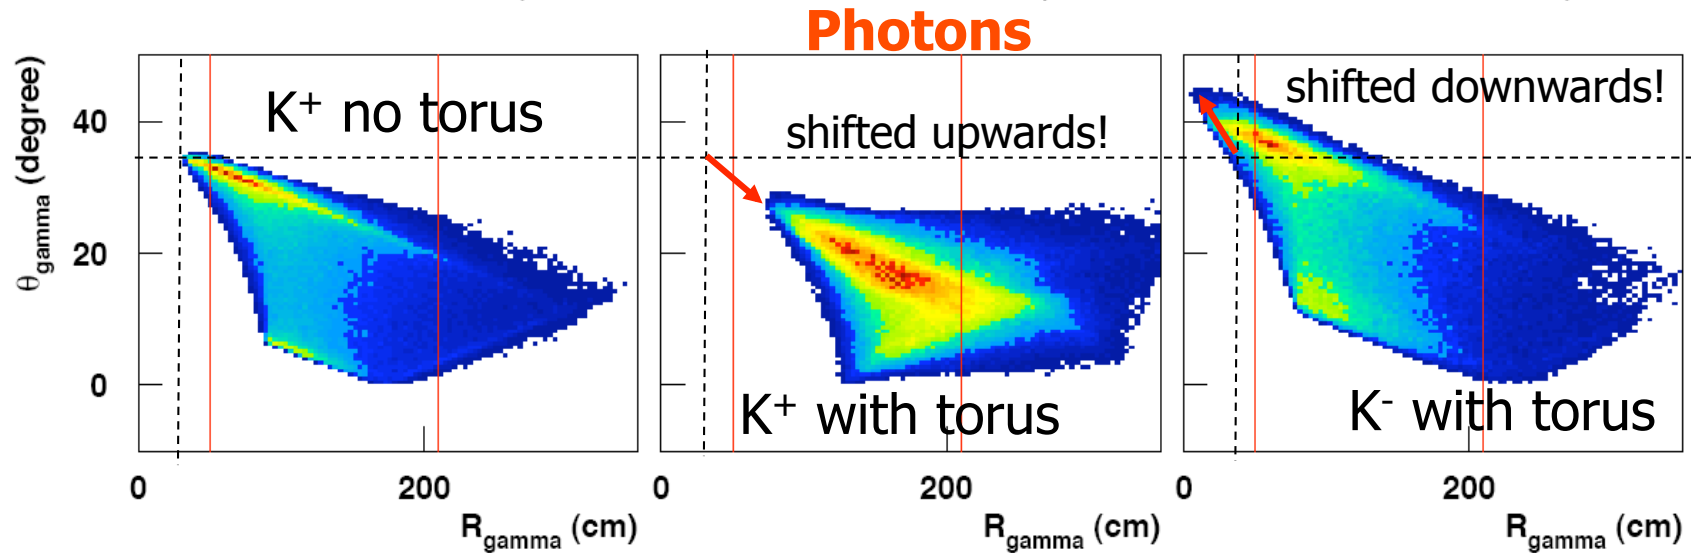 Photons
K+ no torus
shifted upwards!
shifted downwards!
K+ with torus
K- with torus
θgamma (degree)
40
20
0
0
200
0
200
0
200
Rgamma (cm)
Rgamma (cm)
Rgamma (cm)